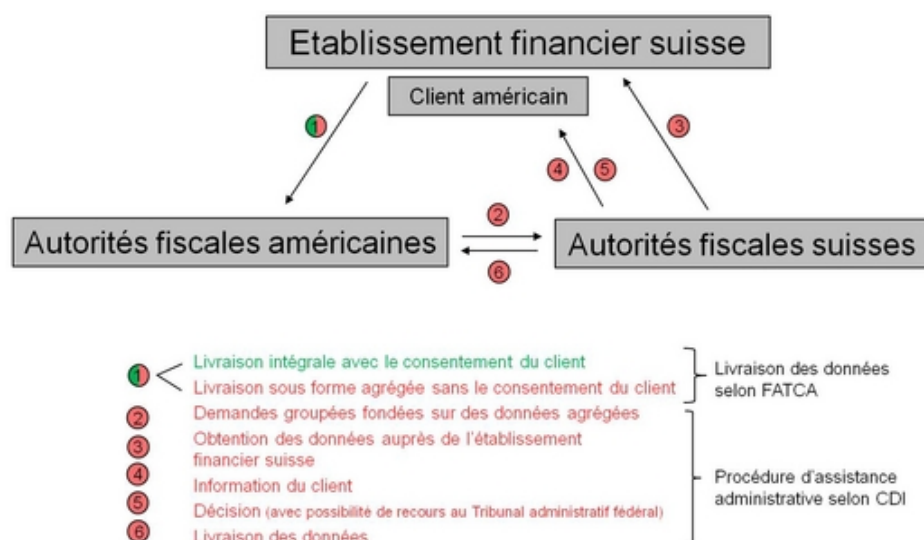 Etablissement financier suisse
Client américain
1
3
4
5
2
Autorités fiscales américaines
Autorités fiscales suisses
6
1
Livraison intégrale avec le consentement du client
Livraison sous forme agrégée sans le consentement du client
Livraison des données
selon FATCA
2
Demandes groupées fondées sur des données agrégées
3
Obtention des données auprès de l'établissement
financier suisse
4
Information du client
Procédure d'assistance
administrative selon CDI
5
Décision (avec possibilité de recours au Tribunal administratif fédéral)
6
Livraison des données